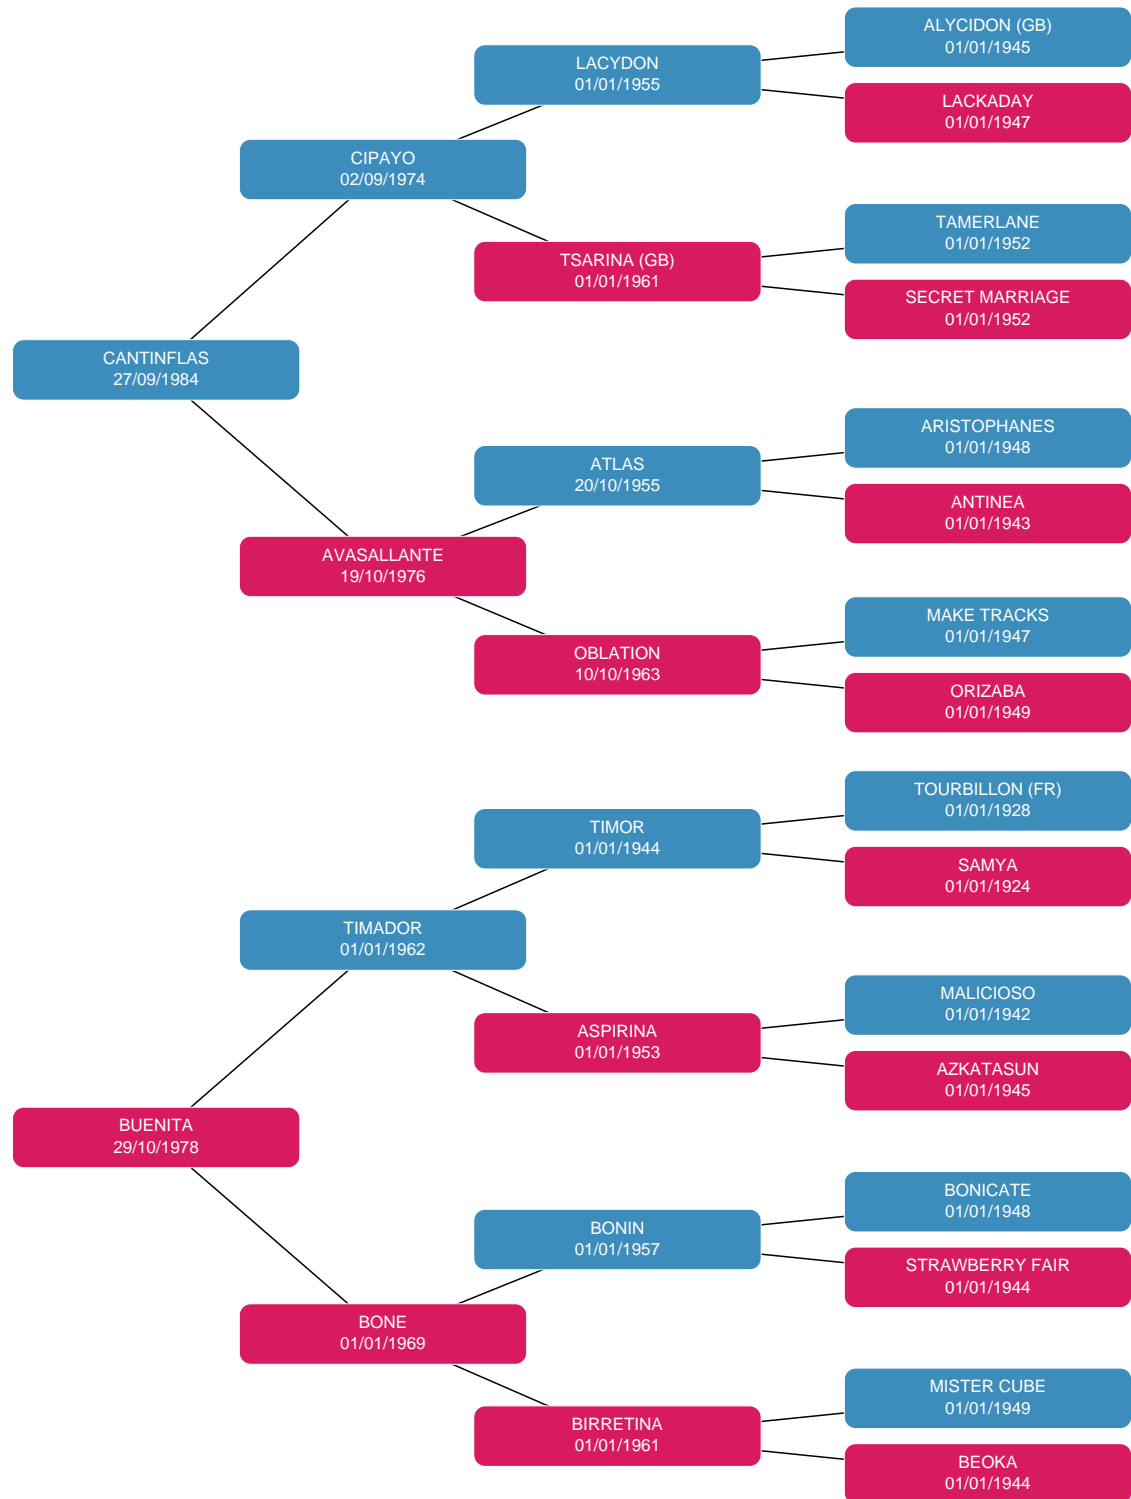 ALYCIDON (GB)
01/01/1945
LACYDON
01/01/1955
LACKADAY
01/01/1947
CIPAYO
02/09/1974
TAMERLANE
01/01/1952
TSARINA (GB)
01/01/1961
SECRET MARRIAGE
01/01/1952
CANTINFLAS
27/09/1984
ARISTOPHANES
01/01/1948
ATLAS
20/10/1955
ANTINEA
01/01/1943
AVASALLANTE
19/10/1976
MAKE TRACKS
01/01/1947
OBLATION
10/10/1963
ORIZABA
01/01/1949
TOURBILLON (FR)
01/01/1928
TIMOR
01/01/1944
SAMYA
01/01/1924
TIMADOR
01/01/1962
MALICIOSO
01/01/1942
ASPIRINA
01/01/1953
AZKATASUN
01/01/1945
BUENITA
29/10/1978
BONICATE
01/01/1948
BONIN
01/01/1957
STRAWBERRY FAIR
01/01/1944
BONE
01/01/1969
MISTER CUBE
01/01/1949
BIRRETINA
01/01/1961
BEOKA
01/01/1944